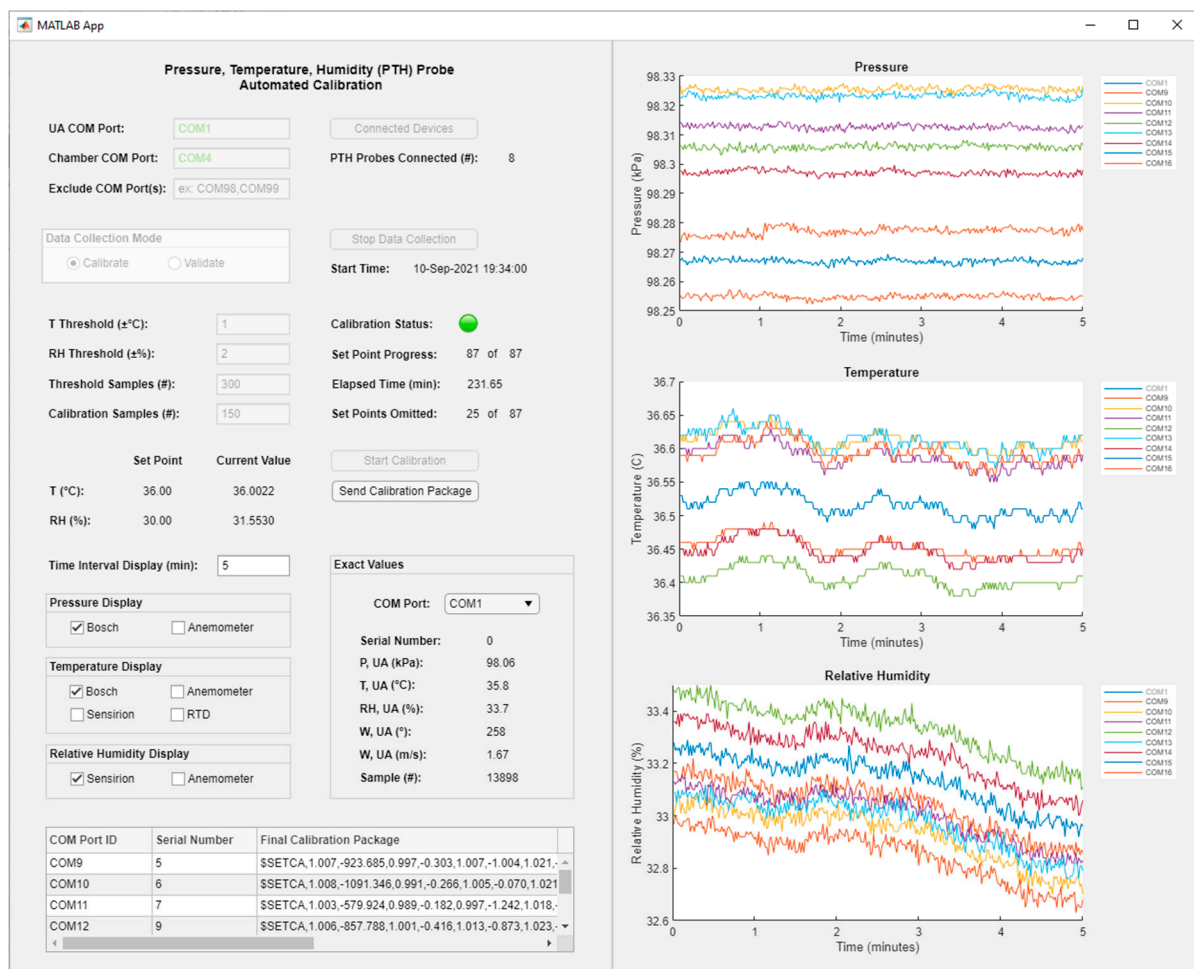 MATLAB App
Pressure, Temperature, Humidity (PTH) Probe
Automated Calibration
UA COM Port: COM1 Connected Devices
Chamber COM Port: COM4 PTH Probes Connected (#): 8
Exclude COM Port(s): ex: COM98,COM99
Data Collection Mode Stop Data Collection
Calibrate Validate Start Time: 10-Sep-2021 19:34:00
T Threshold (±°C): 1 Calibration Status:
RH Threshold (±%): 2 Set Point Progress: 87 of 87
Threshold Samples (#): 300 Elapsed Time (min): 231.65
Calibration Samples (#): 150 Set Points Omitted: 25 of 87
Set Point Current Value Start Calibration
T (°C): 36.00 36.0022 Send Calibration Package
RH (%): 30.00 31.5530
Time Interval Display (min): 5
Pressure Display
Bosch Anemometer
Temperature Display
Bosch Anemometer
Sensirion RTD
Relative Humidity Display
Sensirion Anemometer
Exact Values
COM Port: COM1
Serial Number: 0
P, UA (kPa): 98.06
T, UA (°C): 35.8
RH, UA (%): 33.7
W, UA (°): 258
W, UA (m/s): 1.67
Sample (#): 13898
COM Port ID Serial Number Final Calibration Package
COM9 5 $SETCA,1.007,-923.685,0.997,-0.303,1.007,-1.004,1.021,-
COM10 6 $SETCA,1.008,-1091.346,0.991,-0.266,1.005,-0.070,1.021
COM11 7 $SETCA,1.003,-579.924,0.989,-0.182,0.997,-1.242,1.018,-
COM12 9 $SETCA,1.006,-857.788,1.001,-0.416,1.013,-0.873,1.023,-
Pressure
98.33
98.32
98.31
98.3
98.29
98.28
98.27
98.26
98.25
Pressure (kPa)
0 1 2 3 4 5
Time (minutes)
COM1
COM9
COM10
COM11
COM12
COM13
COM14
COM15
COM16
Temperature
36.7
36.65
36.6
36.55
36.5
36.45
36.4
36.35
Temperature (C)
0 1 2 3 4 5
Time (minutes)
COM1
COM9
COM10
COM11
COM12
COM13
COM14
COM15
COM16
Relative Humidity
33.4
33.2
33
32.8
32.6
Relative Humidity (%)
0 1 2 3 4 5
Time (minutes)
COM1
COM9
COM10
COM11
COM12
COM13
COM14
COM15
COM16